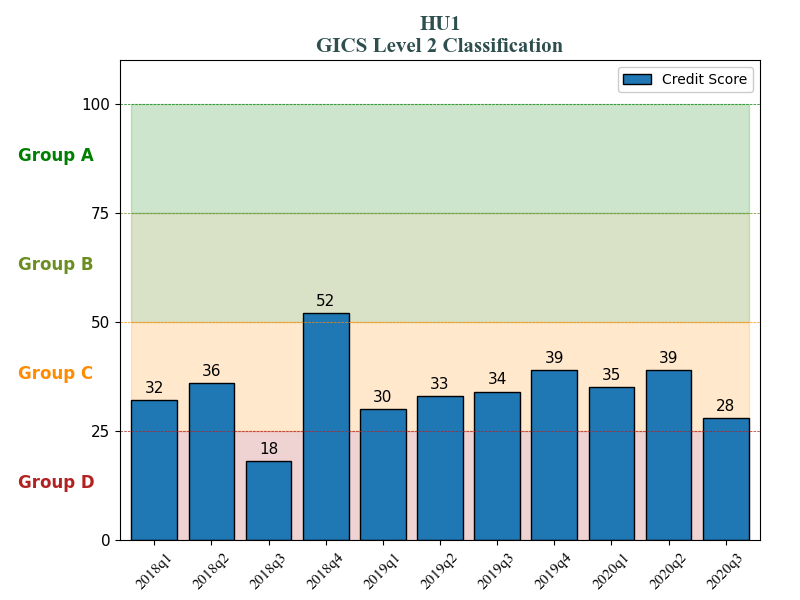 HU1
GICS Level 2 Classification
Credit Score
100
Group A
75
Group B
52
50
39
39
36
35
34
33
32
30
28
Group C
25
18
Group D
0
2018q1
2018q2
2018q3
2018q4
2019q1
2019q2
2019q3
2019q4
2020q1
2020q2
2020q3